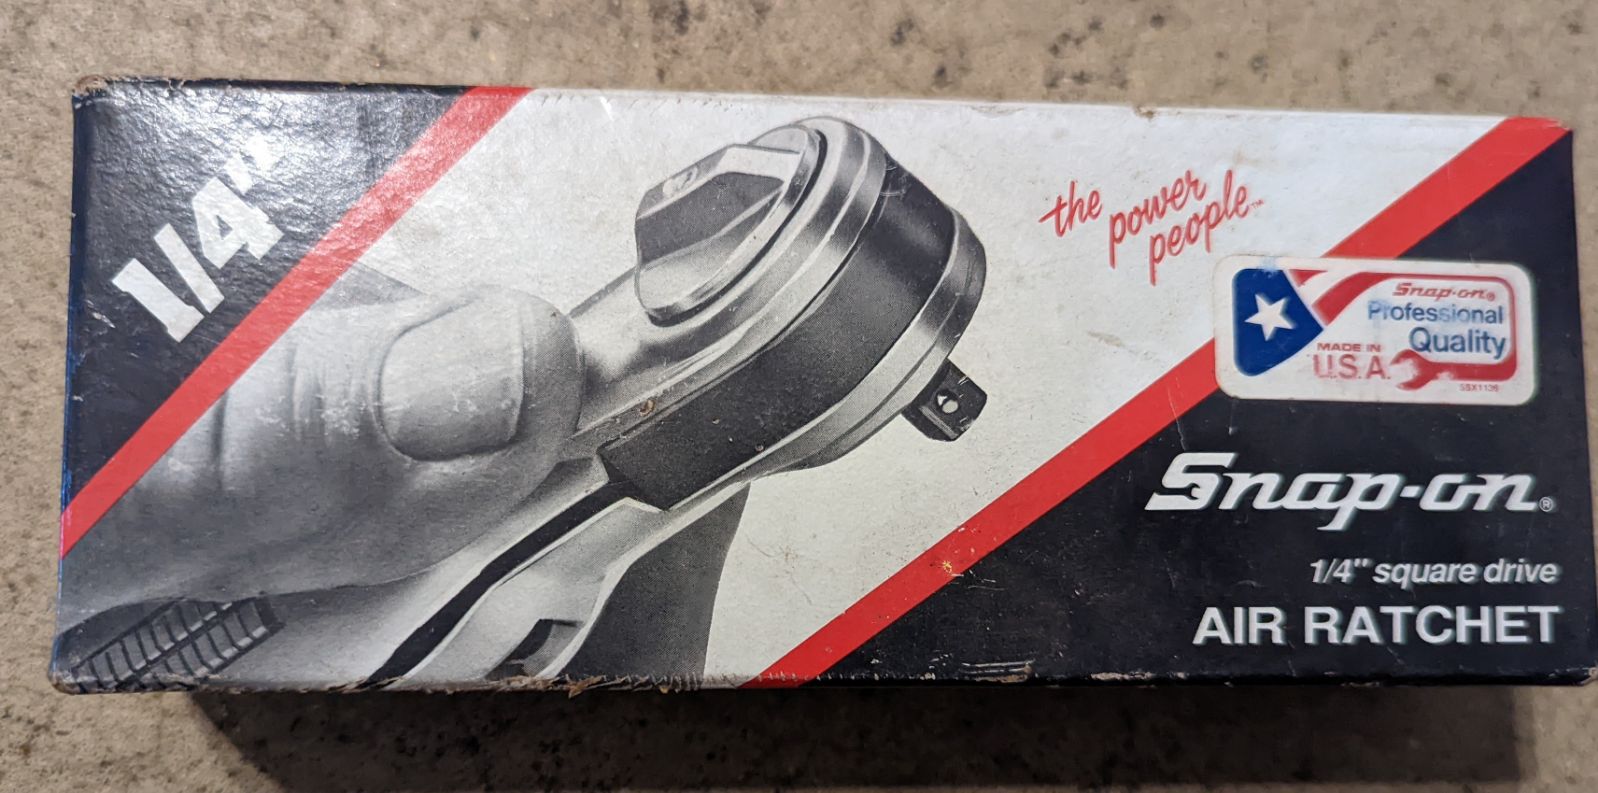 1/4"
the power
people™
Snap-on®
Professional
Quality
MADE IN
U.S.A.
SSX1136
Snap-on®
1/4" square drive
AIR RATCHET